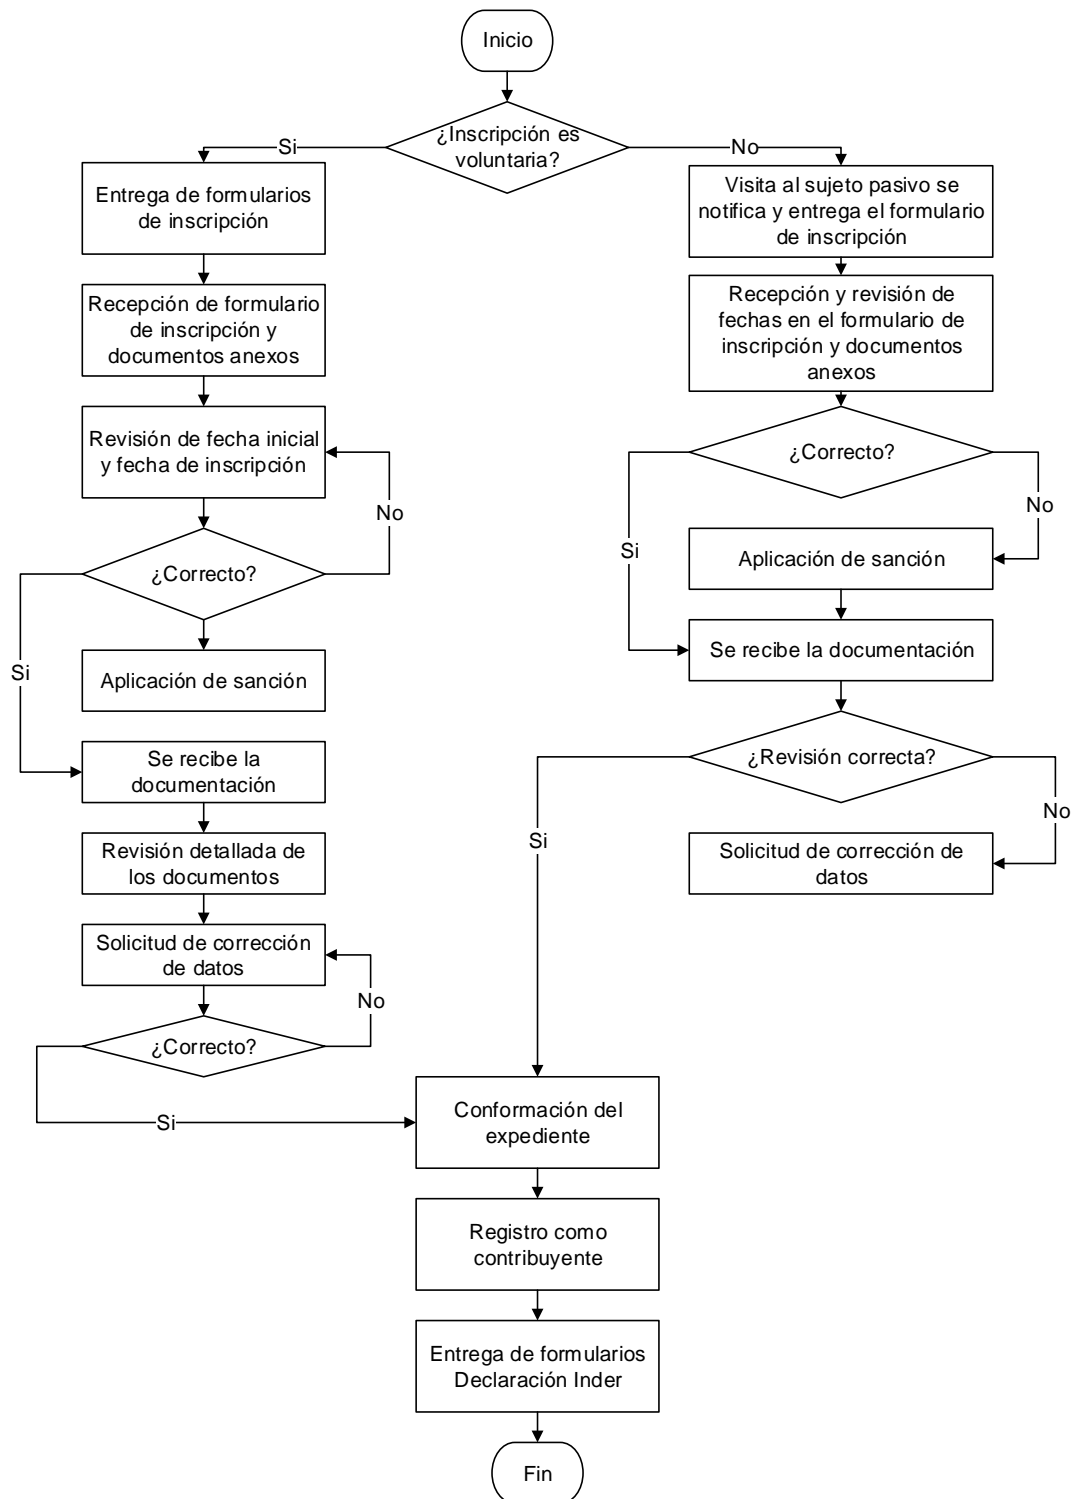 Inicio
¿Inscripción es
voluntaria?
Si
No
Entrega de formularios
de inscripción
Recepción de formulario
de inscripción y
documentos anexos
Revisión de fecha inicial
y fecha de inscripción
No
¿Correcto?
Si
Aplicación de sanción
Se recibe la
documentación
Revisión detallada de
los documentos
Solicitud de corrección
de datos
No
¿Correcto?
Si
Visita al sujeto pasivo se
notifica y entrega el formulario
de inscripción
Recepción y revisión de
fechas en el formulario de
inscripción y documentos
anexos
¿Correcto?
No
Si
Aplicación de sanción
Se recibe la documentación
¿Revisión correcta?
No
Si
Solicitud de corrección de
datos
Conformación del
expediente
Registro como
contribuyente
Entrega de formularios
Declaración Inder
Fin